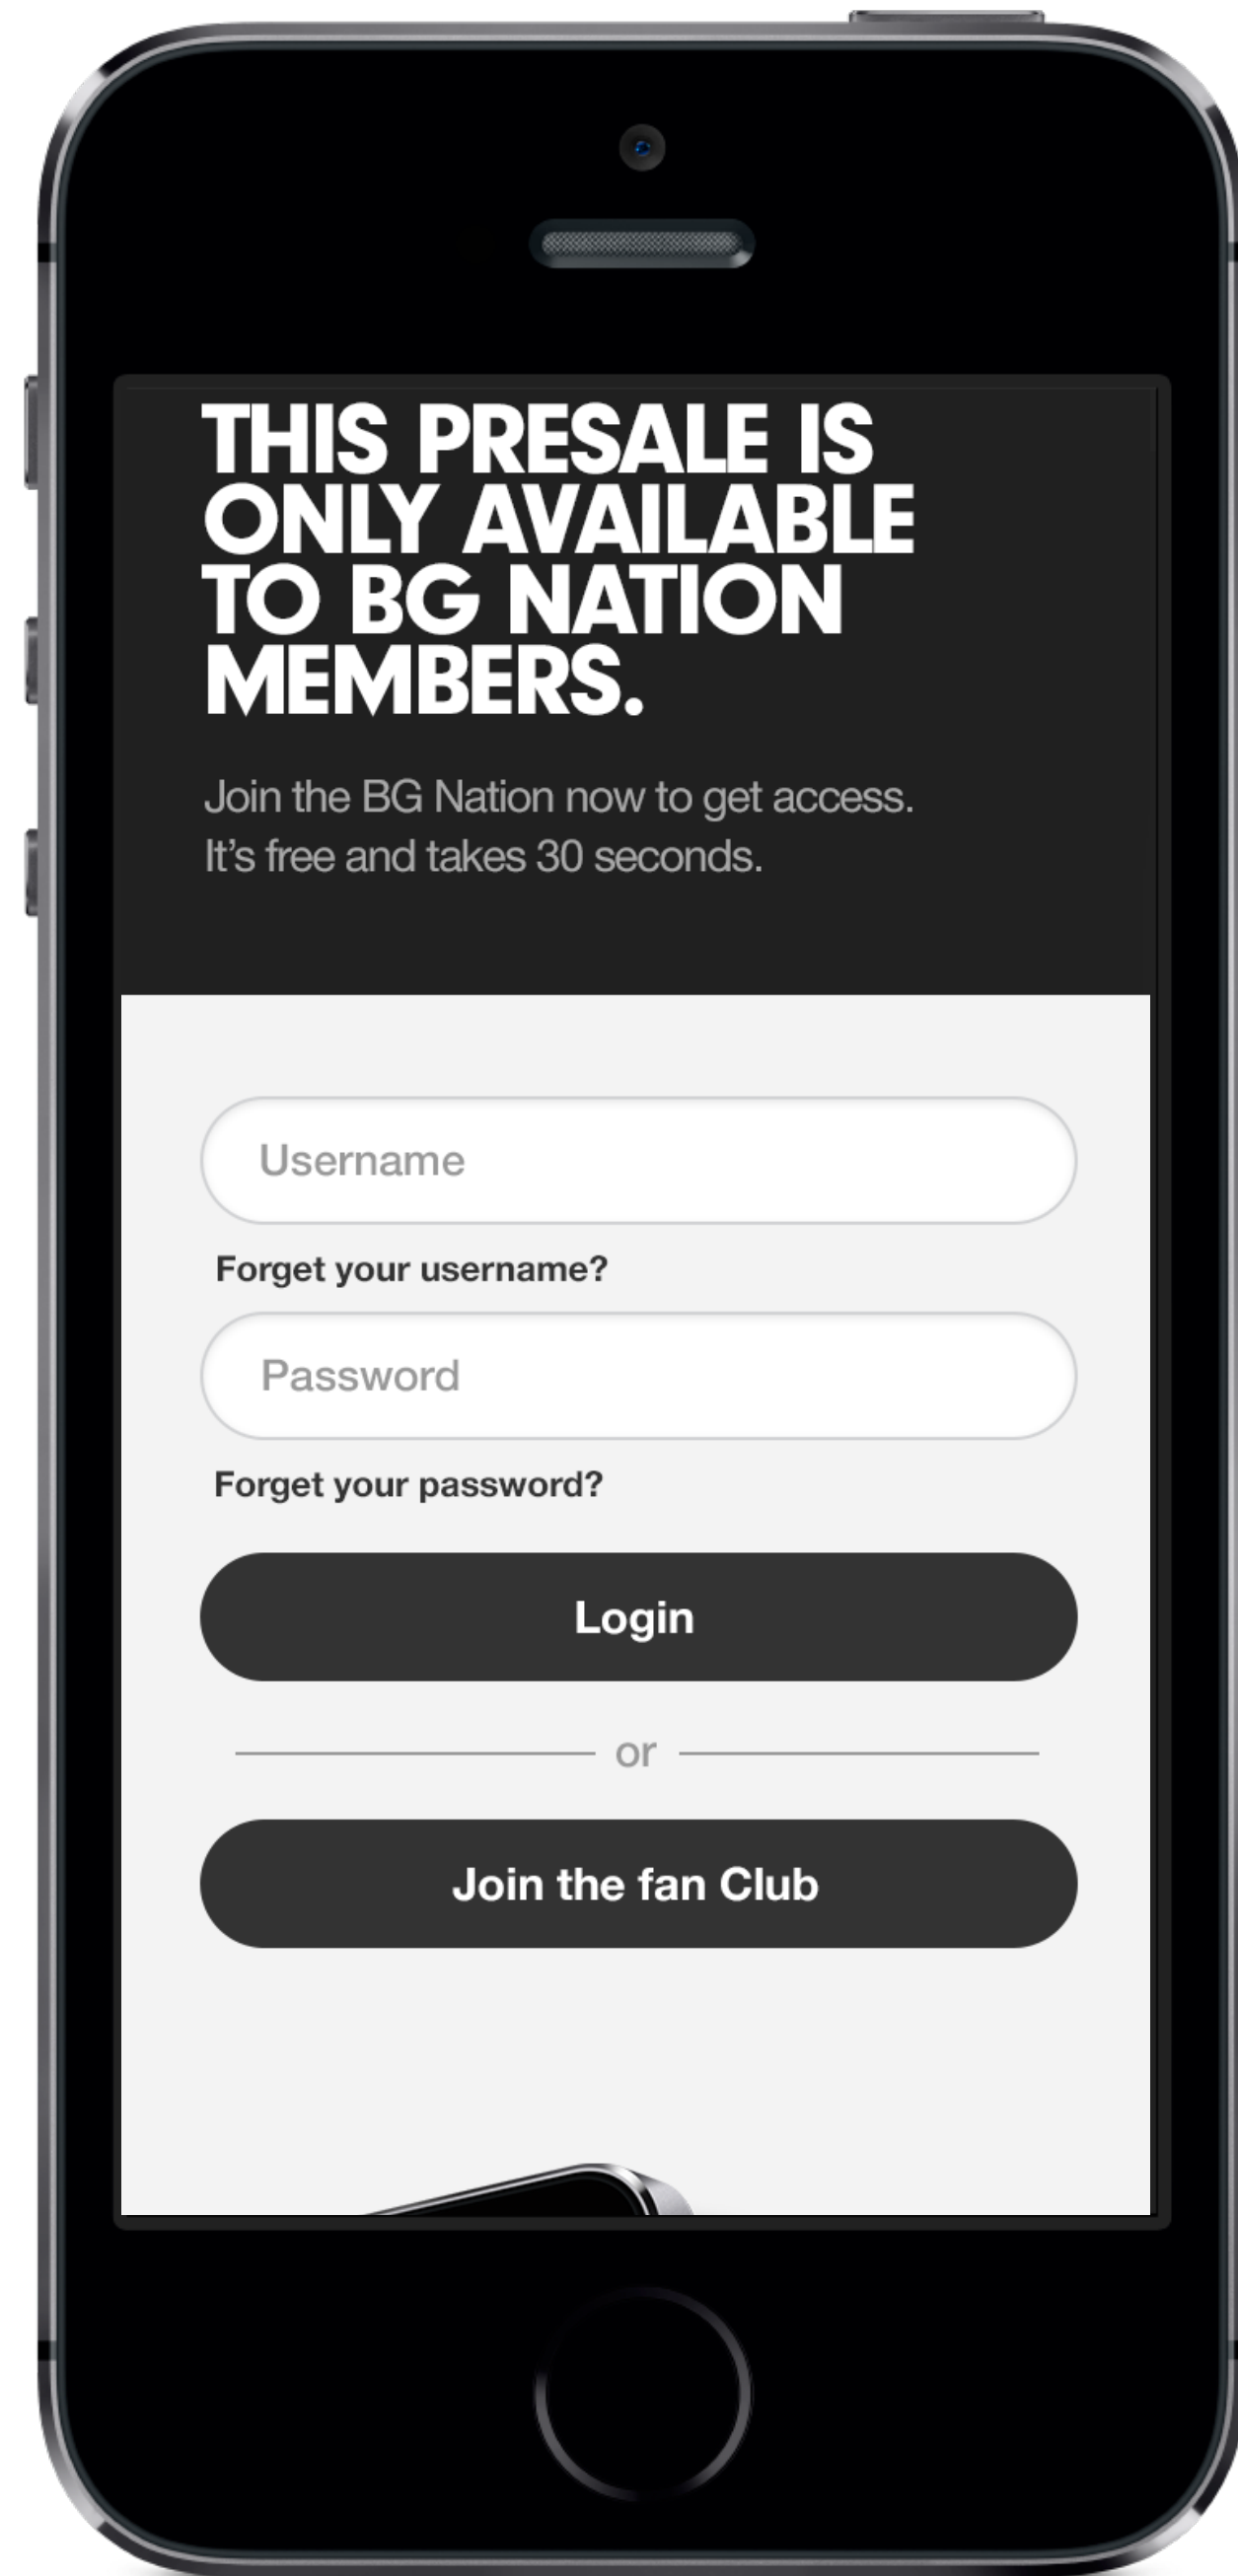 THIS PRESALE IS
ONLY AVAILABLE
TO BG NATION
MEMBERS.
Join the BG Nation now to get access.
It’s free and takes 30 seconds.
Username
Forget your username?
Password
Forget your password?
Login
or
Join the fan Club